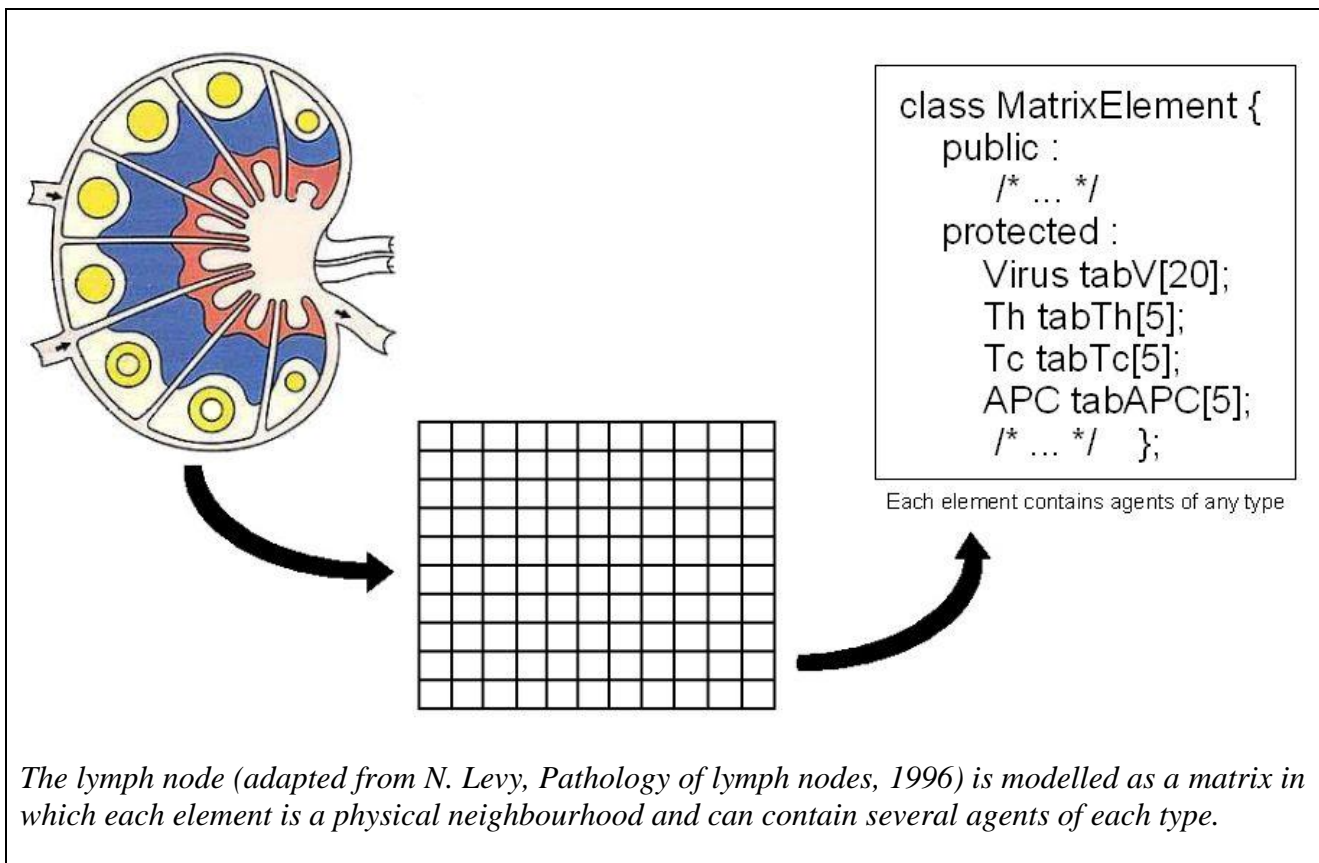 class MatrixElement {
public :
/* ... */
protected :
Virus tabV[20];
Th tabTh[5];
Tc tabTc[5];
APC tabAPC[5];
/* ... */ };
Each element contains agents of any type
The lymph node (adapted from N. Levy, Pathology of lymph nodes, 1996) is modelled as a matrix in
which each element is a physical neighbourhood and can contain several agents of each type.